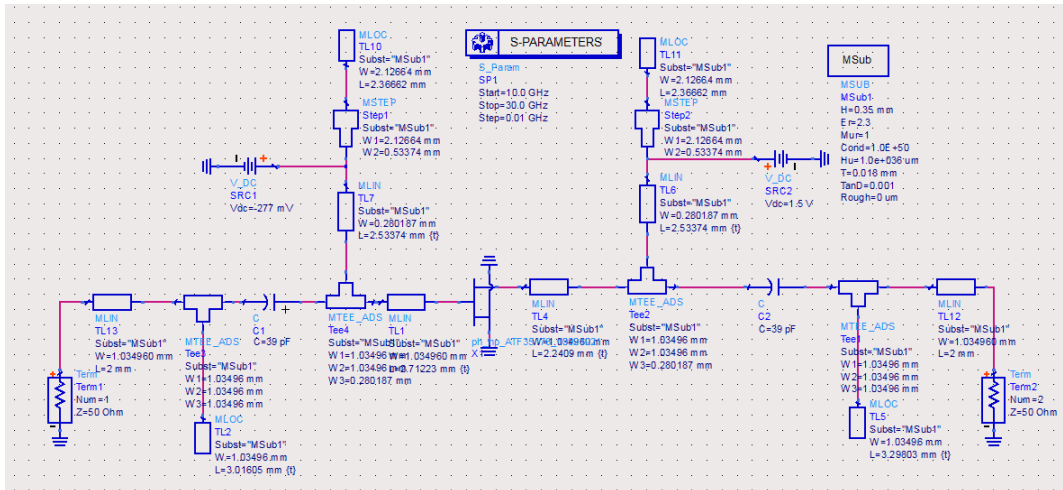 MLOC
TL10
Subst="MSub1"
W=2.12664 mm
L=2.36662 mm
MSTEP
Step1
Subst="MSub1"
W1=2.12664 mm
W2=0.53374 mm
V_DC
SRC1
Vdc=-277 mV
MLIN
TL7
Subst="MSub1"
W=0.280187 mm
L=2.53374 mm {t}
S-PARAMETERS
S_Param
SP1
Start=10.0 GHz
Stop=30.0 GHz
Step=0.01 GHz
MLOC
TL11
Subst="MSub1"
W=2.12664 mm
L=2.36662 mm
MSTEP
Step2
Subst="MSub1"
W1=2.12664 mm
W2=0.53374 mm
MLIN
TL6
Subst="MSub1"
W=0.280187 mm
L=2.53374 mm {t}
V_DC
SRC2
Vdc=1.5 V
MSub
MSUB
MSub1
H=0.35 mm
Er=2.3
Mur=1
Cond=1.0E+50
Hu=1.0e+036 um
T=0.018 mm
TanD=0.001
Rough=0 um
MLIN
TL13
Subst="MSub1"
W=1.034960 mm
L=2 mm
Term
Term1
Num=1
Z=50 Ohm
MTEE_ADS
Tee3
Subst="MSub1"
W1=1.03496 mm
W2=1.03496 mm
W3=1.03496 mm
MLOC
TL2
Subst="MSub1"
W=1.03496 mm
L=3.01605 mm {t}
C
C1
C=39 pF
MTEE_ADS
Tee4
Subst="MSub1"
W1=1.03496 mm
W2=1.03496 mm
W3=0.280187 mm
MLIN
TL1
Subst="MSub1"
MLIN
TL4
Subst="MSub1"
L=2.2409 mm {t}
MTEE_ADS
Tee2
Subst="MSub1"
W1=1.03496 mm
W2=1.03496 mm
W3=0.280187 mm
C
C2
C=39 pF
MTEE_ADS
Subst="MSub1"
W1=1.03496 mm
W2=1.03496 mm
W3=1.03496 mm
MLOC
TL5
Subst="MSub1"
W=1.03496 mm
L=3.29803 mm {t}
MLIN
TL12
Subst="MSub1"
W=1.034960 mm
L=2 mm
Term
Term2
Num=2
Z=50 Ohm